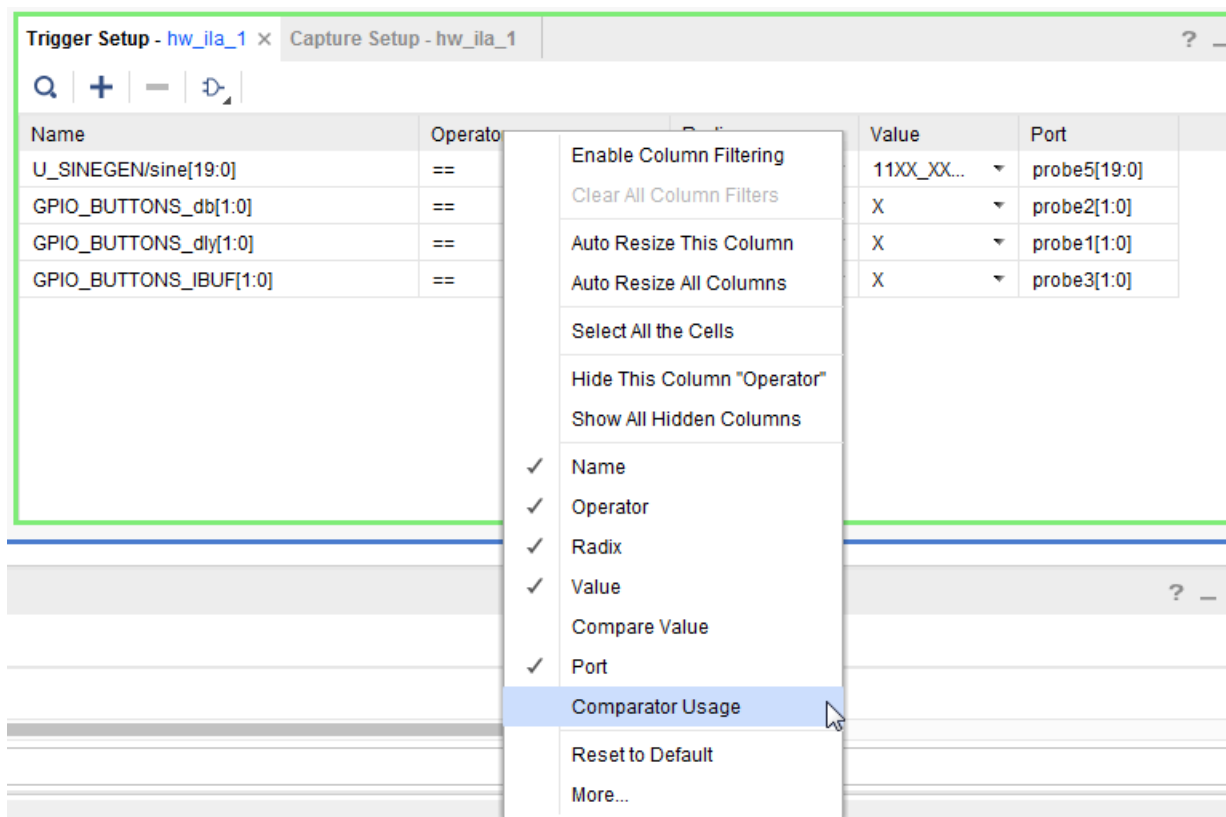 Trigger Setup - hw_ila_1 × Capture Setup - hw_ila_1 ? _
Name Value Port
U_SINEGEN/sine[19:0] == 11XX_XX... probe5[19:0]
GPIO_BUTTONS_db[1:0] == X probe2[1:0]
GPIO_BUTTONS_dly[1:0] == X probe1[1:0]
GPIO_BUTTONS_IBUF[1:0] == X probe3[1:0]
Enable Column Filtering
Clear All Column Filters
Auto Resize This Column
Auto Resize All Columns
Select All the Cells
Hide This Column "Operator"
Show All Hidden Columns
✓ Name
✓ Operator
✓ Radix
✓ Value
Compare Value
✓ Port
Comparator Usage
Reset to Default
More...
? _